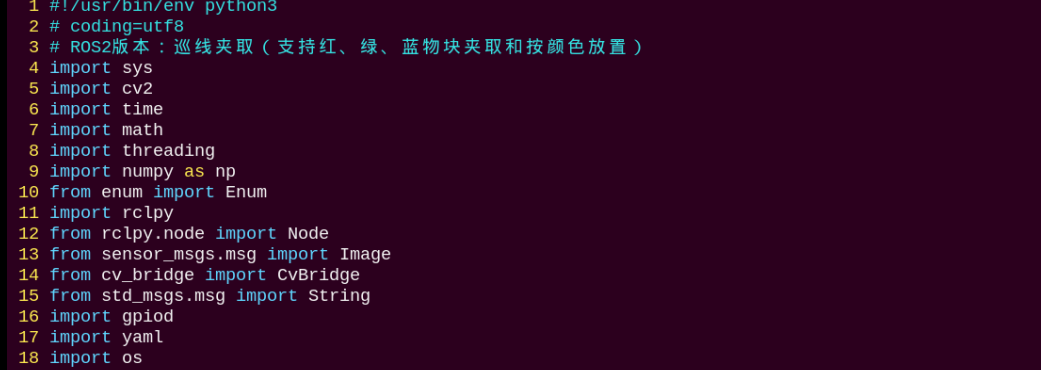 1 #!/usr/bin/env python3
2 # coding=utf8
3 # ROS2版本：巡线夹取（支持红、绿、蓝物块夹取和按颜色放置）
4 import sys
5 import cv2
6 import time
7 import math
8 import threading
9 import numpy as np
10 from enum import Enum
11 import rclpy
12 from rclpy.node import Node
13 from sensor_msgs.msg import Image
14 from cv_bridge import CvBridge
15 from std_msgs.msg import String
16 import gpiod
17 import yaml
18 import os